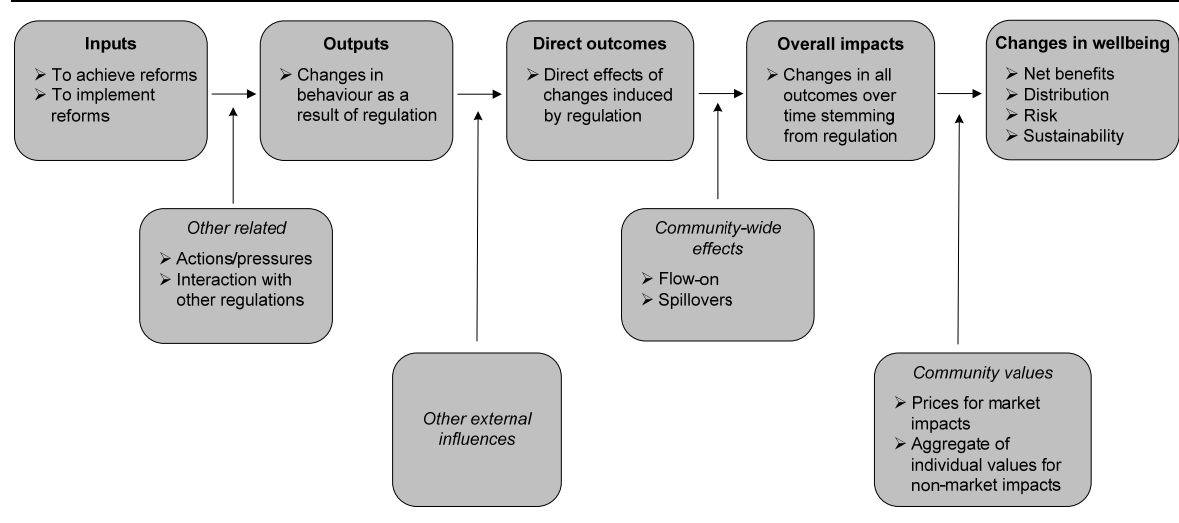 Inputs
➢ To achieve reforms
➢ To implement
reforms
Outputs
➢ Changes in
behaviour as a
result of regulation
Direct outcomes
➢ Direct effects of
changes induced
by regulation
Overall impacts
➢ Changes in all
outcomes over
time stemming
from regulation
Changes in wellbeing
➢ Net benefits
➢ Distribution
➢ Risk
➢ Sustainability
Other related
➢ Actions/pressures
➢ Interaction with
other regulations
Other external
influences
Community-wide
effects
➢ Flow-on
➢ Spillovers
Community values
➢ Prices for market
impacts
➢ Aggregate of
individual values for
non-market impacts